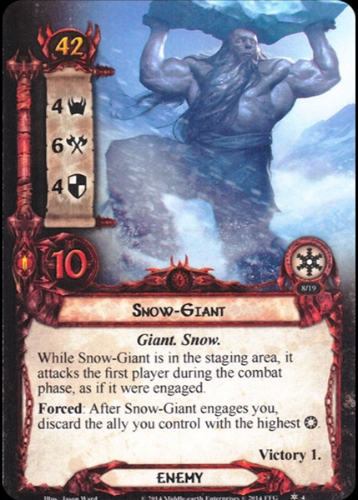 42
4
6
4
10
8/19
Snow-Giant
Giant. Snow.
While Snow-Giant is in the staging area, it
attacks the first player during the combat
phase, as if it were engaged.
Forced: After Snow-Giant engages you,
discard the ally you control with the highest
Victory 1.
ENEMY
Illus. Jason Ward © 2014 Middle-earth Enterprises © 2014 FFG 4